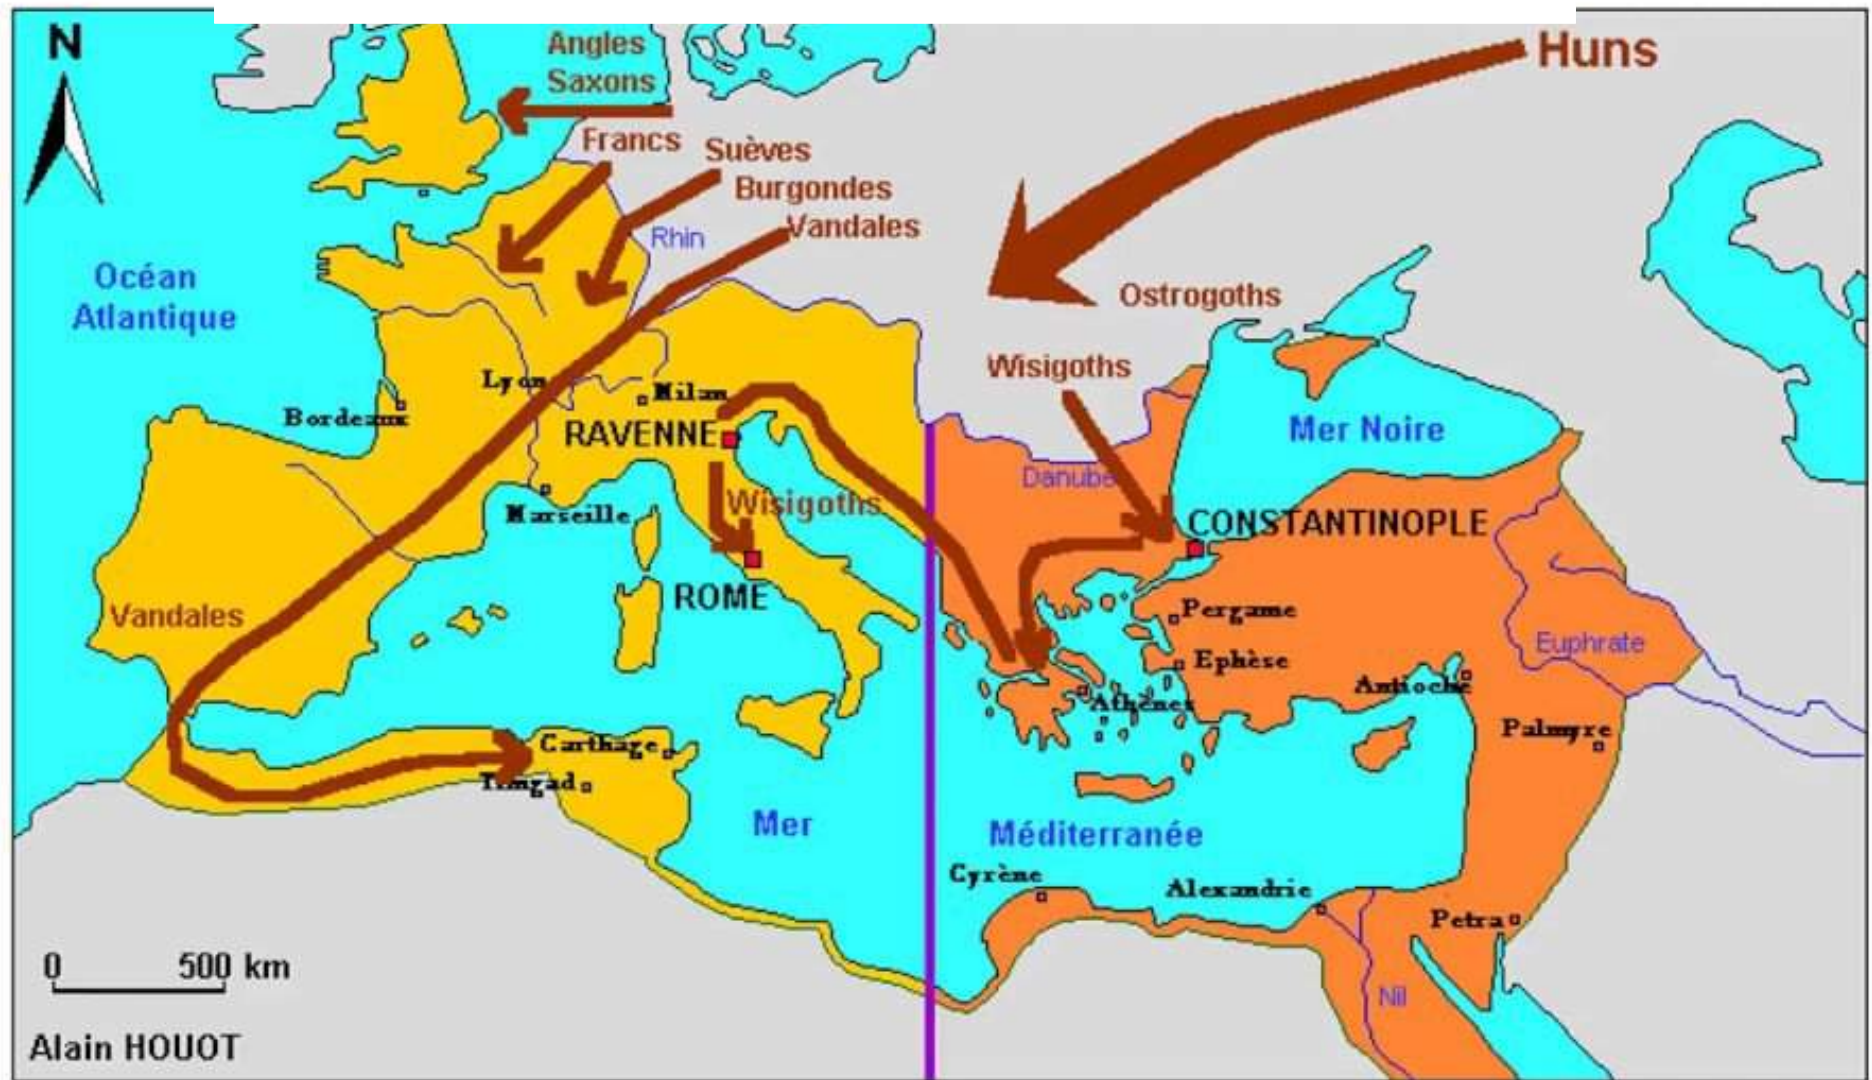 N
Angles
Saxons
Huns
Francs
Suèves
Burgondes
Vandales
Rhin
Océan
Atlantique
Ostrogoths
Wisigoths
Lyon
Milan
Bordeaux
RAVENNE
Mer Noire
Danube
Wisigoths
Marseille
CONSTANTINOPLE
ROME
Vandales
Pergame
Euphrate
Ephèse
Antioche
Athènes
Palmyre
Carthage
Timgad
Mer
Méditerranée
Cyrène
Alexandrie
Petra
0 500 km
Nil
Alain HOUOT